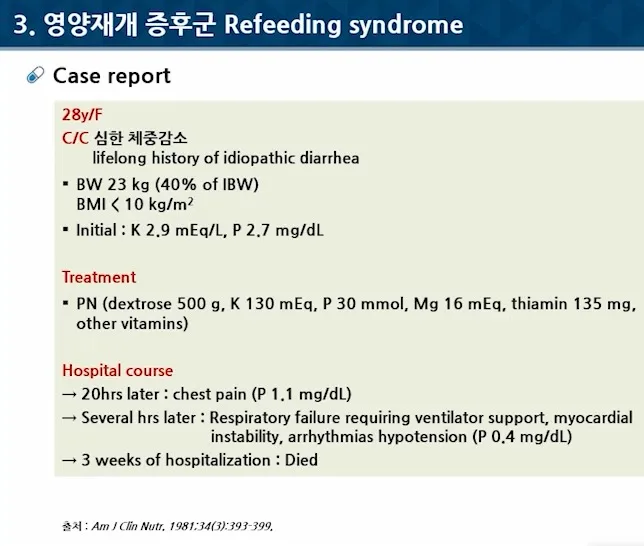 3. 영양재개 증후군 Refeeding syndrome
Case report
28y/F
C/C 심한 체중감소
lifelong history of idiopathic diarrhea
▪ BW 23 kg (40% of IBW)
BMI < 10 kg/m²
▪ Initial : K 2.9 mEq/L, P 2.7 mg/dL
Treatment
▪ PN (dextrose 500 g, K 130 mEq, P 30 mmol, Mg 16 mEq, thiamin 135 mg,
other vitamins)
Hospital course
→ 20hrs later : chest pain (P 1.1 mg/dL)
→ Several hrs later : Respiratory failure requiring ventilator support, myocardial
instability, arrhythmias hypotension (P 0.4 mg/dL)
→ 3 weeks of hospitalization : Died
출처 : Am J Clin Nutr. 1981;34(3):393-399.